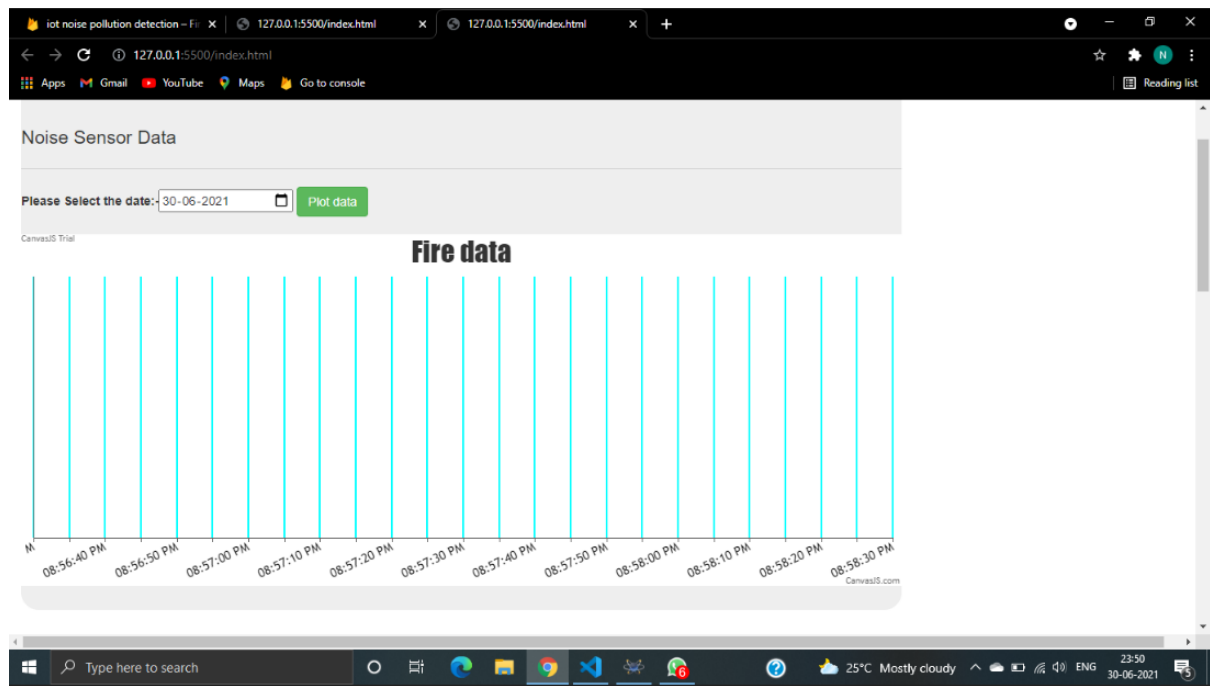 iot noise pollution detection – Fir
127.0.0.1:5500/index.html
127.0.0.1:5500/index.html
127.0.0.1:5500/index.html
N
Apps Gmail YouTube Maps Go to console
Reading list
Noise Sensor Data
Please Select the date:- 30-06-2021 Plot data
CanvasJS Trial
Fire data
M 08:56:40 PM 08:56:50 PM 08:57:00 PM 08:57:10 PM 08:57:20 PM 08:57:30 PM 08:57:40 PM 08:57:50 PM 08:58:00 PM 08:58:10 PM 08:58:20 PM 08:58:30 PM
CanvasJS.com
Type here to search
6
25°C Mostly cloudy
ENG
23:50
30-06-2021
5